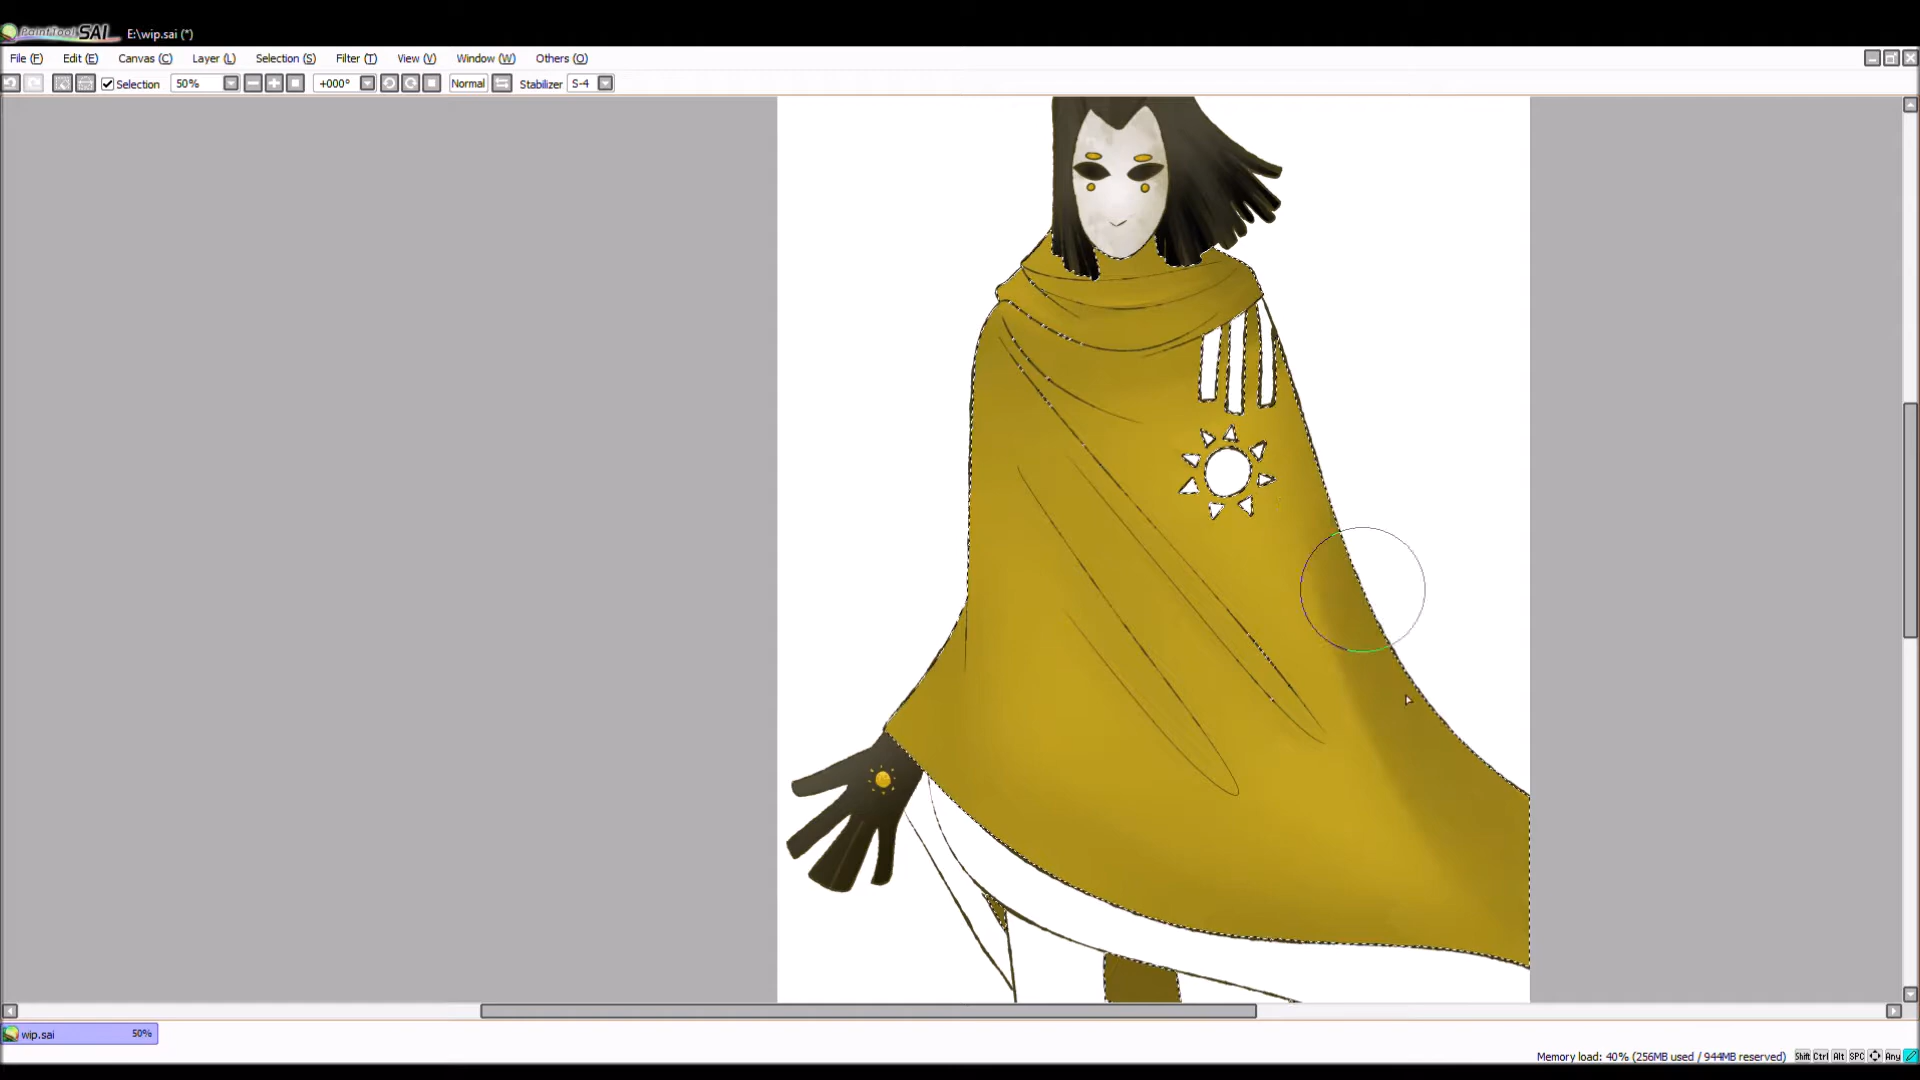 PaintTool SAI E:\wip.sai (*)
File (F) Edit (E) Canvas (C) Layer (L) Selection (S) Filter (T) View (V) Window (W) Others (O)
Selection 50% +000° Normal Stabilizer S-4
wip.sai 50%
Memory load: 40% (256MB used / 944MB reserved) Shift Ctrl Alt SPC Any